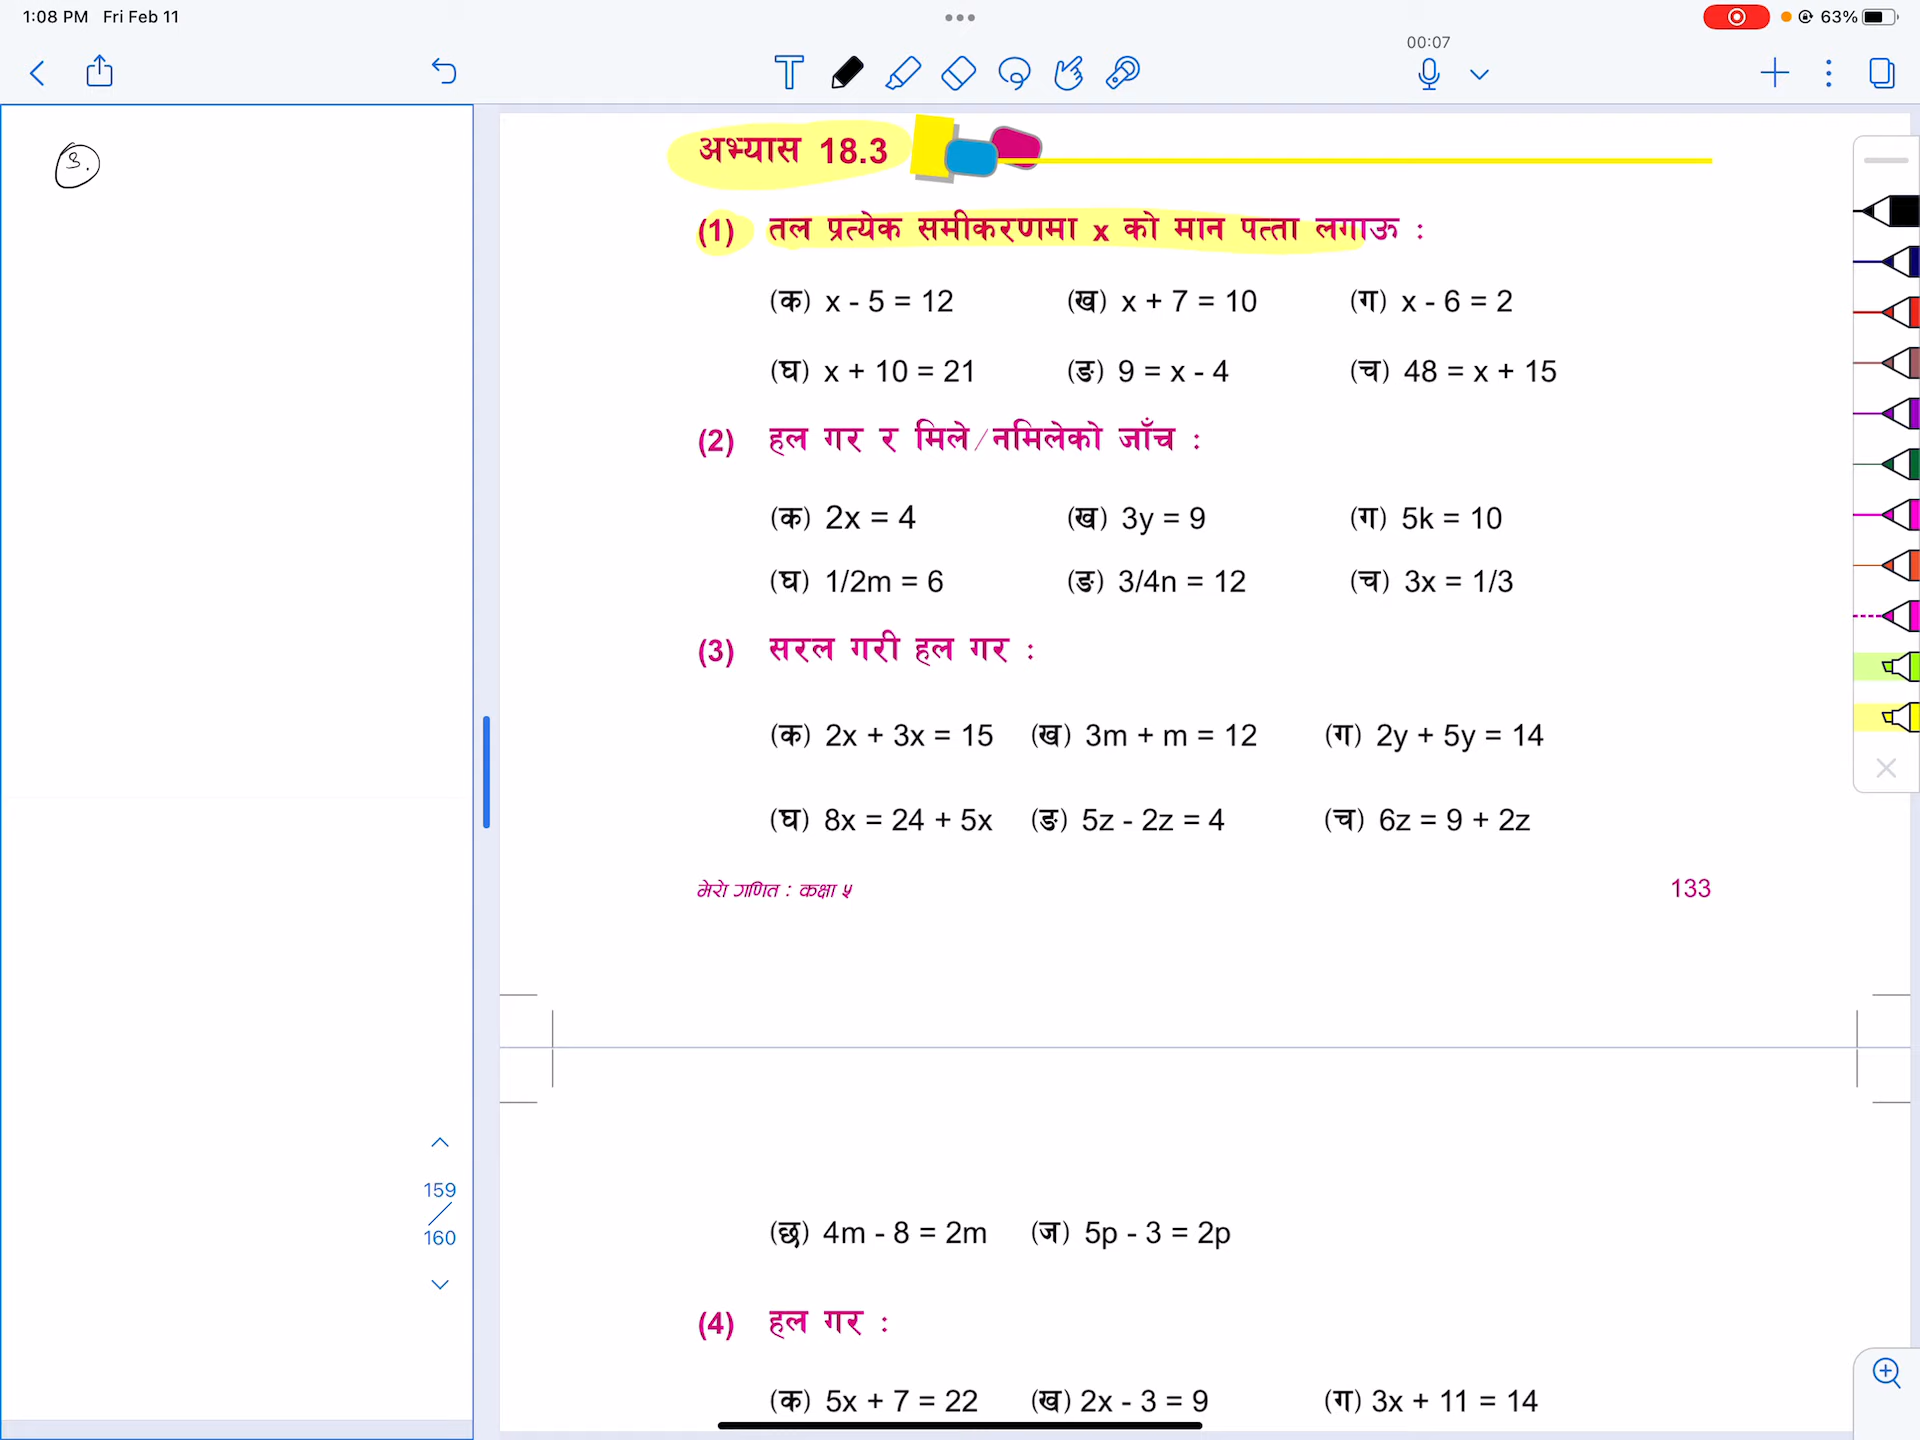 1:08 PM Fri Feb 11
63%
00:07
3.
अभ्यास 18.3
(1) तल प्रत्येक समीकरणमा x को मान पत्ता लगाऊ :
(क) x - 5 = 12 (ख) x + 7 = 10 (ग) x - 6 = 2
(घ) x + 10 = 21 (ङ) 9 = x - 4 (च) 48 = x + 15
(2) हल गर र मिले/नमिलेको जाँच :
(क) 2x = 4 (ख) 3y = 9 (ग) 5k = 10
(घ) 1/2m = 6 (ङ) 3/4n = 12 (च) 3x = 1/3
(3) सरल गरी हल गर :
(क) 2x + 3x = 15 (ख) 3m + m = 12 (ग) 2y + 5y = 14
(घ) 8x = 24 + 5x (ङ) 5z - 2z = 4 (च) 6z = 9 + 2z
मेरो गणित : कक्षा ५ 133
159
/
160
(छ) 4m - 8 = 2m (ज) 5p - 3 = 2p
(4) हल गर :
(क) 5x + 7 = 22 (ख) 2x - 3 = 9 (ग) 3x + 11 = 14